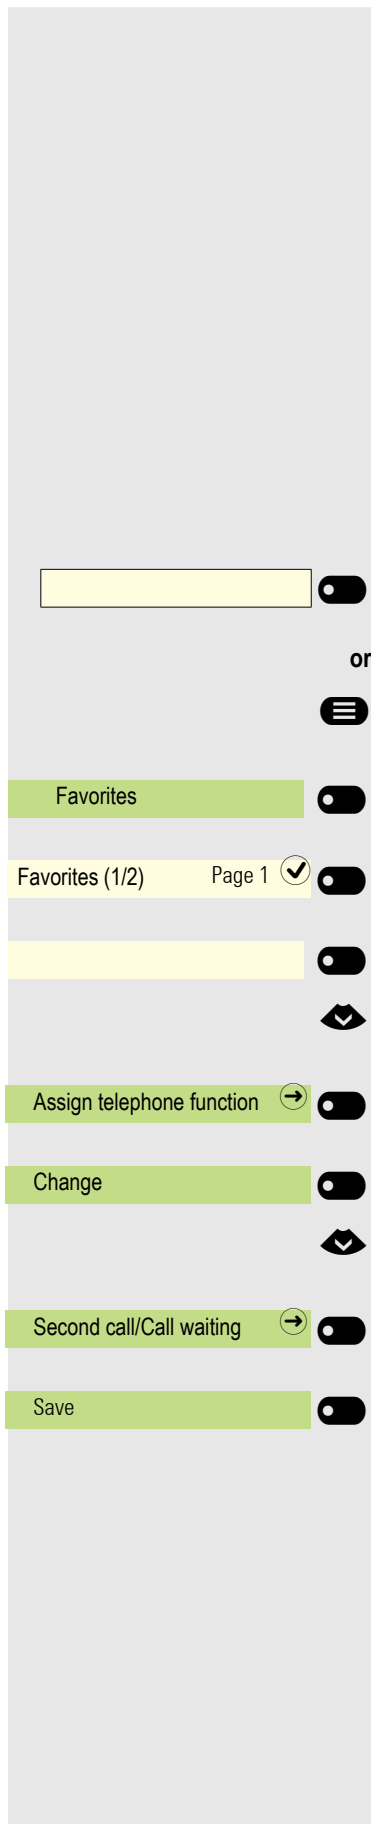 or
Favorites
Favorites (1/2) Page 1
Assign telephone function
Change
Second call/Call waiting
Save